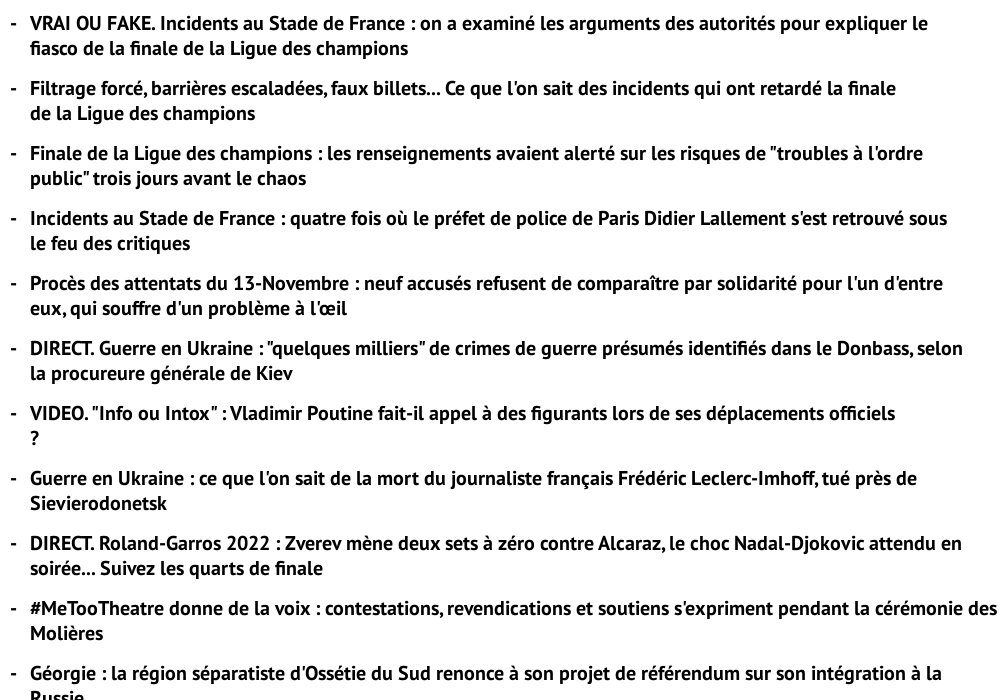 - VRAI OU FAKE. Incidents au Stade de France : on a examiné les arguments des autorités pour expliquer le
fiasco de la finale de la Ligue des champions
- Filtrage forcé, barrières escaladées, faux billets... Ce que l'on sait des incidents qui ont retardé la finale
de la Ligue des champions
- Finale de la Ligue des champions : les renseignements avaient alerté sur les risques de "troubles à l'ordre
public" trois jours avant le chaos
- Incidents au Stade de France : quatre fois où le préfet de police de Paris Didier Lallement s'est retrouvé sous
le feu des critiques
- Procès des attentats du 13-Novembre : neuf accusés refusent de comparaître par solidarité pour l'un d'entre
eux, qui souffre d'un problème à l'œil
- DIRECT. Guerre en Ukraine : "quelques milliers" de crimes de guerre présumés identifiés dans le Donbass, selon
la procureure générale de Kiev
- VIDEO. "Info ou Intox" : Vladimir Poutine fait-il appel à des figurants lors de ses déplacements officiels
?
- Guerre en Ukraine : ce que l'on sait de la mort du journaliste français Frédéric Leclerc-Imhoff, tué près de
Sievierodonetsk
- DIRECT. Roland-Garros 2022 : Zverev mène deux sets à zéro contre Alcaraz, le choc Nadal-Djokovic attendu en
soirée... Suivez les quarts de finale
- #MeTooTheatre donne de la voix : contestations, revendications et soutiens s'expriment pendant la cérémonie des
Molières
- Géorgie : la région séparatiste d'Ossétie du Sud renonce à son projet de référendum sur son intégration à la
Russie